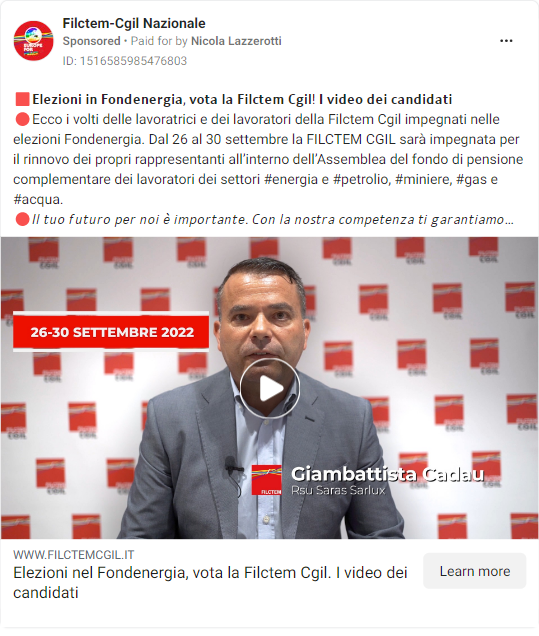 Filctem-Cgil Nazionale
Sponsored • Paid for by Nicola Lazzerotti
ID: 1516585985476803
🟥Elezioni in Fondenergia, vota la Filctem Cgil! I video dei candidati
🔴Ecco i volti delle lavoratrici e dei lavoratori della Filctem Cgil impegnati nelle
elezioni Fondenergia. Dal 26 al 30 settembre la FILCTEM CGIL sarà impegnata per
il rinnovo dei propri rappresentanti all'interno dell'Assemblea del fondo di pensione
complementare dei lavoratori dei settori #energia e #petrolio, #miniere, #gas e
#acqua.
🔴Il tuo futuro per noi è importante. Con la nostra competenza ti garantiamo...
26-30 SETTEMBRE 2022
Giambattista Cadau
Rsu Saras Sarlux
FILCTEM
WWW.FILCTEMCGIL.IT
Elezioni nel Fondenergia, vota la Filctem Cgil. I video dei
candidati
Learn more